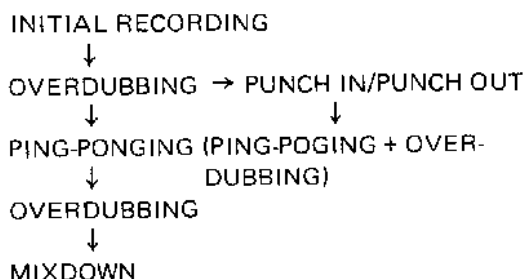 INITIAL RECORDING
↓
OVERDUBBING → PUNCH IN/PUNCH OUT
↓ ↓
PING-PONGING (PING-POGING + OVER-
↓ DUBBING)
OVERDUBBING
↓
MIXDOWN